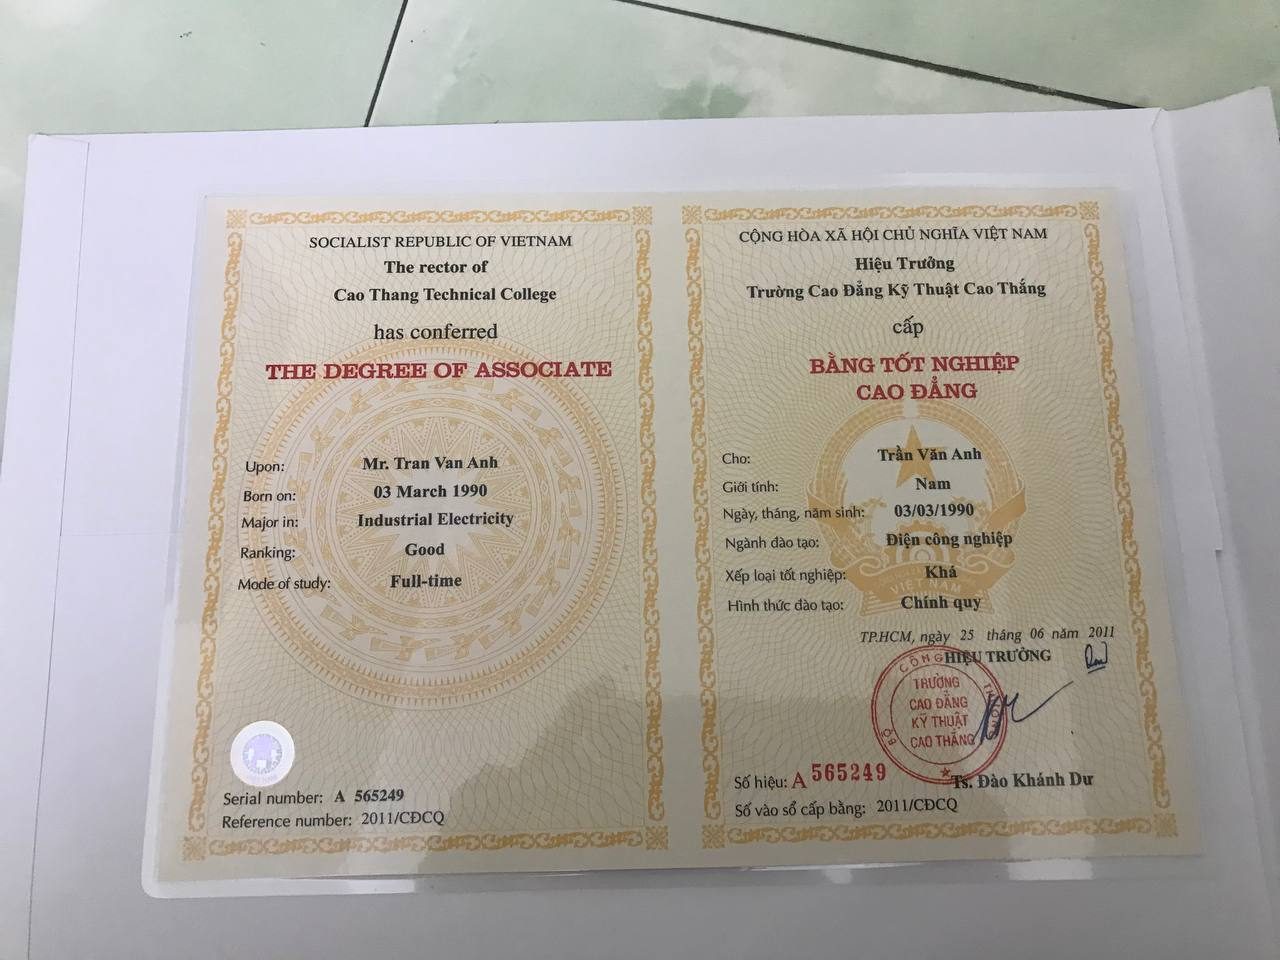 SOCIALIST REPUBLIC OF VIETNAM
The rector of
Cao Thang Technical College
has conferred
THE DEGREE OF ASSOCIATE
Upon: Mr. Tran Van Anh
Born on: 03 March 1990
Major in: Industrial Electricity
Ranking: Good
Mode of study: Full-time
Serial number: A 565249
Reference number: 2011/CĐCQ
CỘNG HÒA XÃ HỘI CHỦ NGHĨA VIỆT NAM
Hiệu Trưởng
Trường Cao Đẳng Kỹ Thuật Cao Thắng
cấp
BẰNG TỐT NGHIỆP
CAO ĐẲNG
Cho: Trần Văn Anh
Giới tính: Nam
Ngày, tháng, năm sinh: 03/03/1990
Ngành đào tạo: Điện công nghiệp
Xếp loại tốt nghiệp: Khá
Hình thức đào tạo: Chính quy
VIỆT NAM
TP.HCM, ngày 25 tháng 06 năm 2011
HIỆU TRƯỞNG
BỘ CÔNG THƯƠNG
TRƯỜNG
CAO ĐẲNG
KỸ THUẬT
CAO THẮNG
Số hiệu: A 565249
Ts. Đào Khánh Dư
Số vào sổ cấp bằng: 2011/CĐCQ